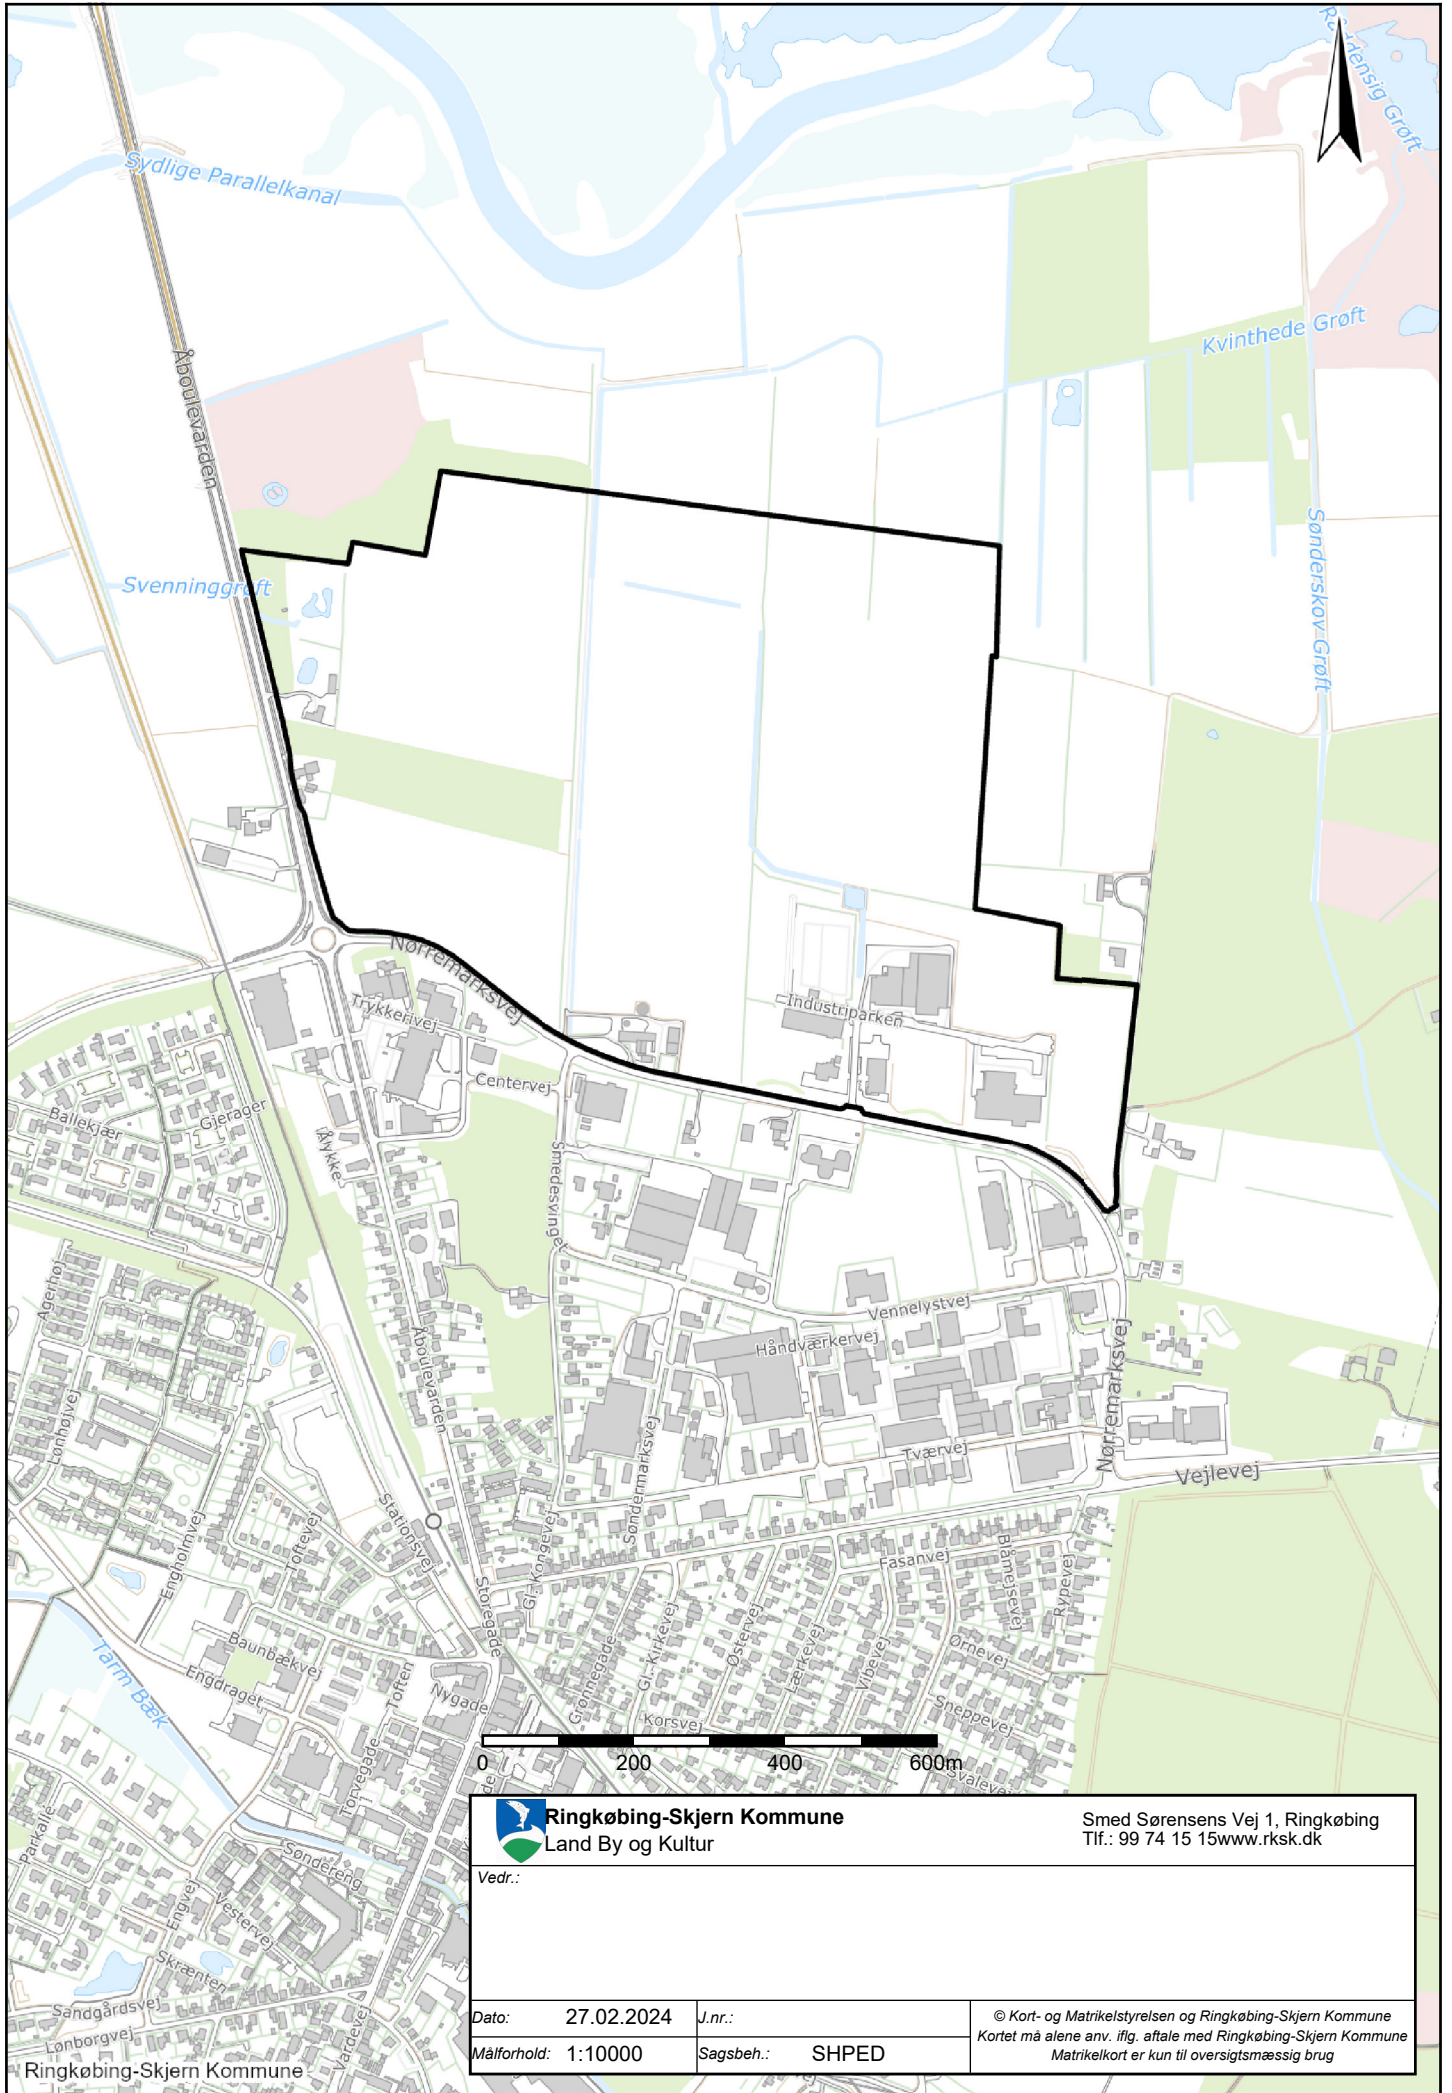 Råddensig Grøft
Sydlige Parallelkanal
Kvinthede Grøft
Åboulevarden
Svenninggrøft
Sønderskov Grøft
Nørremarksvej
Industriparken
Trykkerivej
Centervej
Gjerager
Ballekjær
Smedesvinget
Agerhøj
Vennelystvej
Håndværkervej
Åboulevarden
Nørremarksvej
Lønhøjvej
Søndermarksvej
Tværvej
Vejlevej
Stationsvej
Toftevej
Engholmvej
Gl. Kongevej
Fasanvej
Blåmejsevej
Rypevej
Storegade
Baunbækvej
Grønnegade
Gl. Kirkevej
Østervej
Lærkevej
Vibevej
Ørnevej
Tarm Bæk
Engdraget
Toften
Nygade
Korsvej
Sneppevej
Svalevej
0 200 400 600m
Torvegade
Parkalle
Søndereng
Engvej
Vestervej
Skrænten
Sandgårdsvej
Lønborgvej
Vardevej
Ringkøbing-Skjern Kommune
Ringkøbing-Skjern Kommune
Land By og Kultur
Smed Sørensens Vej 1, Ringkøbing
Tlf.: 99 74 15 15www.rksk.dk
Vedr.:
Dato: 27.02.2024
J.nr.:
Målforhold: 1:10000
Sagsbeh.: SHPED
© Kort- og Matrikelstyrelsen og Ringkøbing-Skjern Kommune
Kortet må alene anv. iflg. aftale med Ringkøbing-Skjern Kommune
Matrikelkort er kun til oversigtsmæssig brug